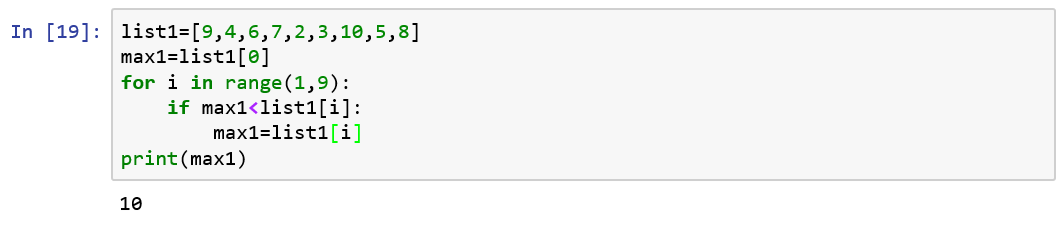 In [19]: list1=[9,4,6,7,2,3,10,5,8]
max1=list1[0]
for i in range(1,9):
    if max1<list1[i]:
        max1=list1[i]
print(max1)
10